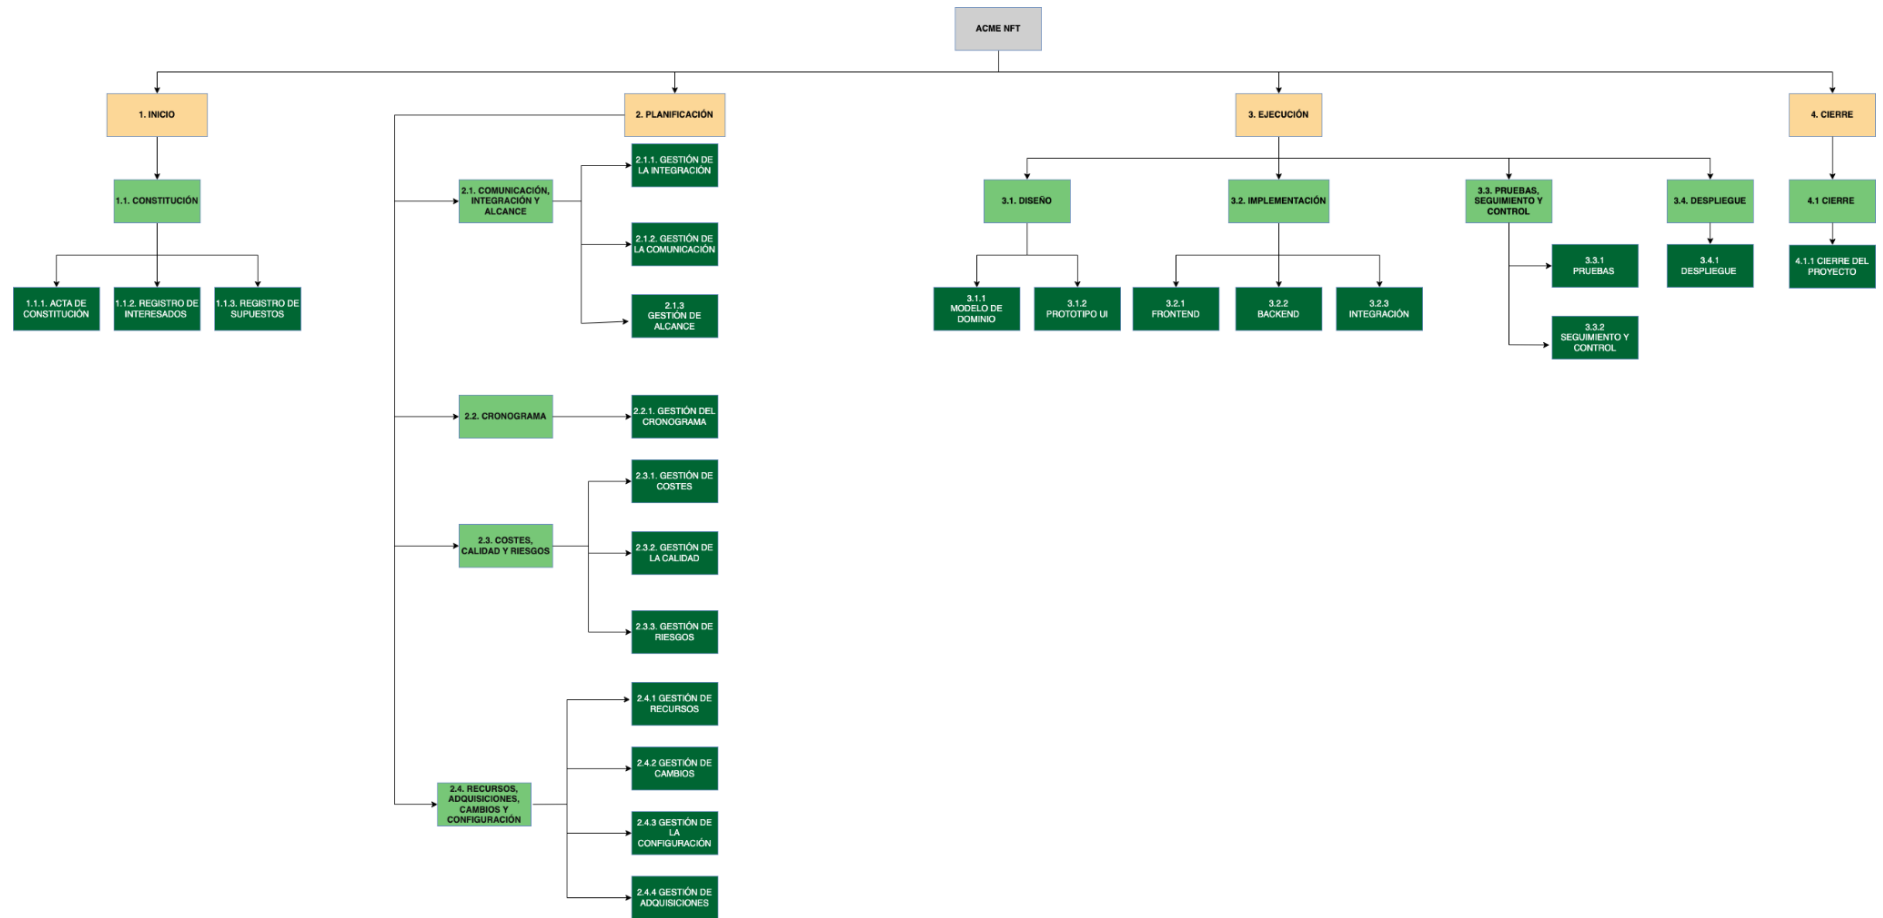 ACME NFT
1. INICIO
2. PLANIFICACIÓN
3. EJECUCIÓN
4. CIERRE
1.1. CONSTITUCIÓN
1.1.1. ACTA DE
CONSTITUCIÓN
1.1.2. REGISTRO DE
INTERESADOS
1.1.3. REGISTRO DE
SUPUESTOS
2.1. COMUNICACIÓN,
INTEGRACIÓN Y
ALCANCE
2.1.1. GESTIÓN DE
LA INTEGRACIÓN
2.1.2. GESTIÓN DE
LA COMUNICACIÓN
2.1.3
GESTIÓN DE
ALCANCE
2.2. CRONOGRAMA
2.2.1. GESTIÓN DEL
CRONOGRAMA
2.3. COSTES,
CALIDAD Y RIESGOS
2.3.1. GESTIÓN DE
COSTES
2.3.2. GESTIÓN DE
LA CALIDAD
2.3.3. GESTIÓN DE
RIESGOS
2.4. RECURSOS,
ADQUISICIONES,
CAMBIOS Y
CONFIGURACIÓN
2.4.1 GESTIÓN DE
RECURSOS
2.4.2 GESTIÓN DE
CAMBIOS
2.4.3 GESTIÓN DE
LA
CONFIGURACIÓN
2.4.4 GESTIÓN DE
ADQUISICIONES
3.1. DISEÑO
3.1.1
MODELO DE
DOMINIO
3.1.2
PROTOTIPO UI
3.2. IMPLEMENTACIÓN
3.2.1
FRONTEND
3.2.2
BACKEND
3.2.3
INTEGRACIÓN
3.3. PRUEBAS,
SEGUIMIENTO Y
CONTROL
3.3.1
PRUEBAS
3.3.2
SEGUIMIENTO Y
CONTROL
3.4. DESPLIEGUE
3.4.1
DESPLIEGUE
4.1 CIERRE
4.1.1 CIERRE DEL
PROYECTO